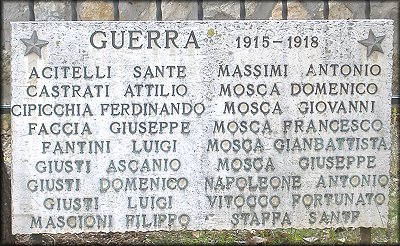 GUERRA 1915-1918
ACITELLI SANTE
CASTRATI ATTILIO
CIPICCHIA FERDINANDO
FACCIA GIUSEPPE
FANTINI LUIGI
GIUSTI ASCANIO
GIUSTI DOMENICO
GIUSTI LUIGI
MASCIONI FILIPPO
MASSIMI ANTONIO
MOSCA DOMENICO
MOSCA GIOVANNI
MOSCA FRANCESCO
MOSCA GIANBATTISTA
MOSCA GIUSEPPE
NAPOLEONE ANTONIO
VITOCCO FORTUNATO
STAFFA SANTE